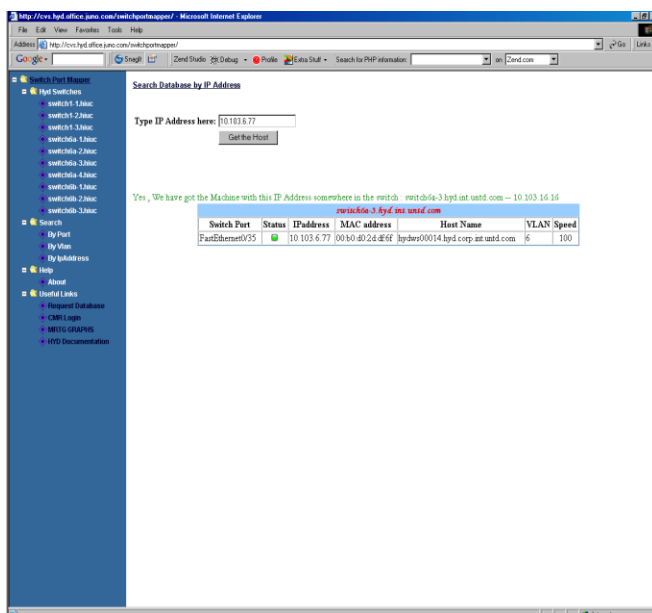 http://cvs.hyd.office.juno.com/switchportmapper/ - Microsoft Internet Explorer
File Edit View Favorites Tools Help
Address http://cvs.hyd.office.juno.com/switchportmapper/ Go Links
Google SnagIt Zend Studio Debug Profile Extra Stuff Search for PHP information: on Zend.com
Switch Port Mapper
Hyd Switches
switch1-1.hiuc
switch1-2.hiuc
switch1-3.hiuc
switch6a-1.hiuc
switch6a-2.hiuc
switch6a-3.hiuc
switch6a-4.hiuc
switch6b-1.hiuc
switch6b-2.hiuc
switch6b-3.hiuc
Search
By Port
By Vlan
By IpAddress
Help
About
Useful Links
Request Database
CMR Login
MRTG GRAPHS
HYD Documentation
Search Database by IP Address
Type IP Address here: 10.103.6.77
Get the Host
Yes , We have got the Machine with this IP Address somewhere in the switch : switch6a-3.hyd.int.untd.com -- 10.103.16.16
switch6a-3.hyd.int.untd.com
Switch Port Status IPaddress MAC address Host Name VLAN Speed
FastEthernet0/35 10.103.6.77 00:b0:d0:2d:df:6f hydws00014.hyd.corp.int.untd.com 6 100